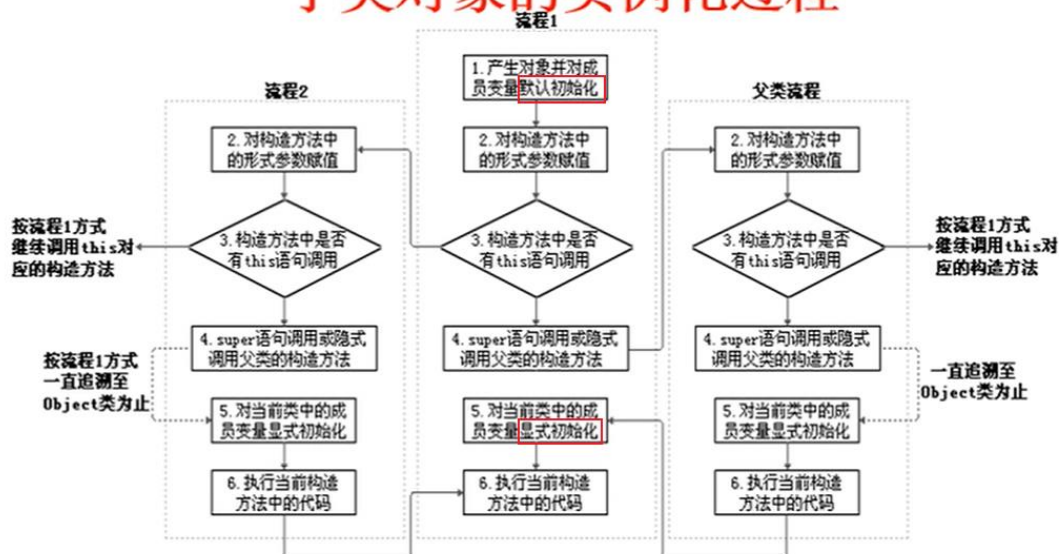 子类对象的实例化过程
流程1
1.产生对象并对成
员变量默认初始化
2.对构造方法中
的形式参数赋值
3.构造方法中是否
有this语句调用
4.super语句调用或隐式
调用父类的构造方法
5.对当前类中的成
员变量显式初始化
6.执行当前构造
方法中的代码
流程2
2.对构造方法中
的形式参数赋值
3.构造方法中是否
有this语句调用
按流程1方式
继续调用this对
应的构造方法
4.super语句调用或隐式
调用父类的构造方法
按流程1方式
一直追溯至
Object类为止
5.对当前类中的成
员变量显式初始化
6.执行当前构造
方法中的代码
父类流程
2.对构造方法中
的形式参数赋值
3.构造方法中是否
有this语句调用
按流程1方式
继续调用this对
应的构造方法
4.super语句调用或隐式
调用父类的构造方法
一直追溯至
Object类为止
5.对当前类中的成
员变量显式初始化
6.执行当前构造
方法中的代码